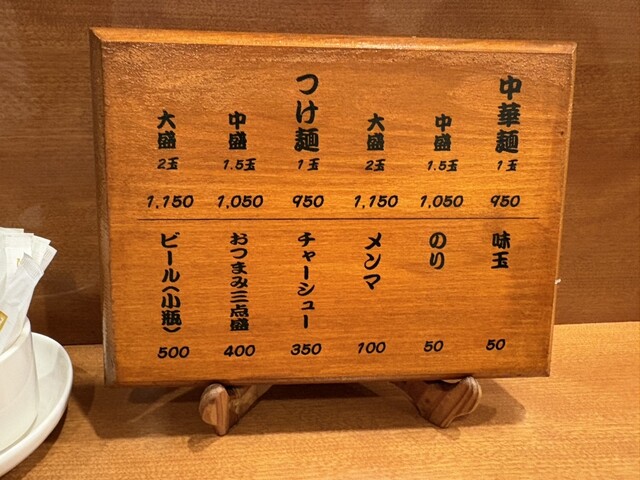 中華麺 1玉 950
中盛 1.5玉 1,050
大盛 2玉 1,150
つけ麺 1玉 950
中盛 1.5玉 1,050
大盛 2玉 1,150
味玉 50
のり 50
メンマ 100
チャーシュー 350
おつまみ三点盛 400
ビール(小瓶) 500